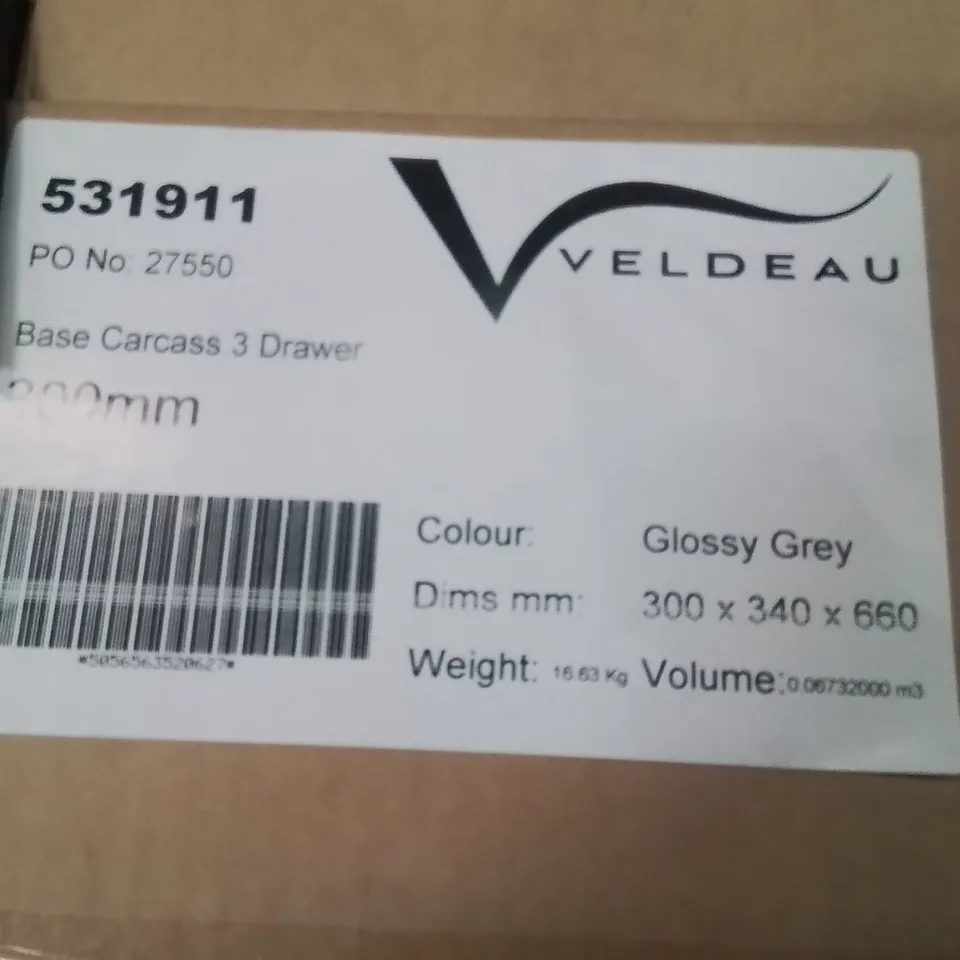 531911
PO No: 27550
VELDEAU
Base Carcass 3 Drawer
300mm
*5056563520627*
Colour: Glossy Grey
Dims mm: 300 x 340 x 660
Weight: 16.63 Kg Volume: 0.06732000 m3